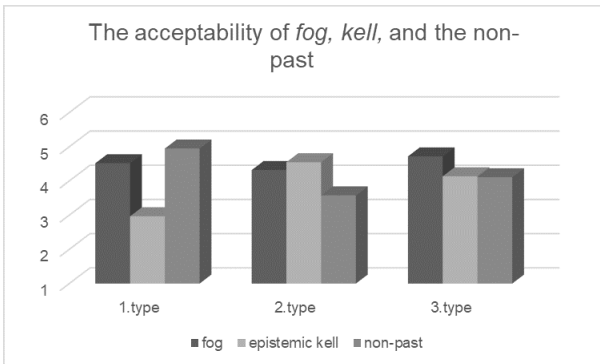 The acceptability of fog, kell, and the non-
past
6
5
4
3
2
1
1.type 2.type 3.type
fog epistemic kell non-past